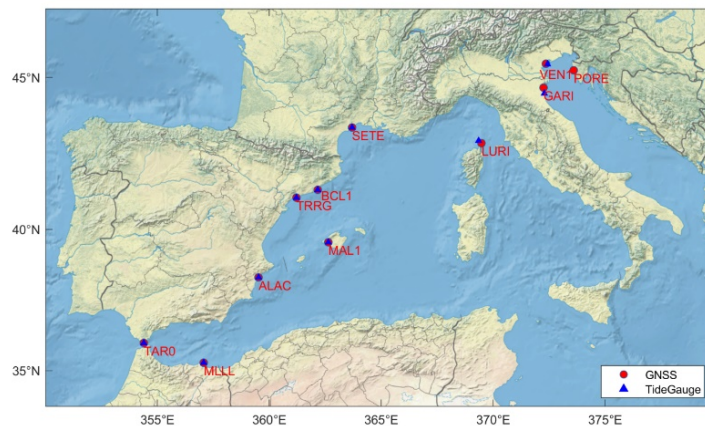 45°N
VEN1
PORE
GARI
SETE
LURI
BCL1
TRRG
40°N
MAL1
ALAC
TAR0
35°N
MLLL
GNSS
TideGauge
355°E
360°E
365°E
370°E
375°E